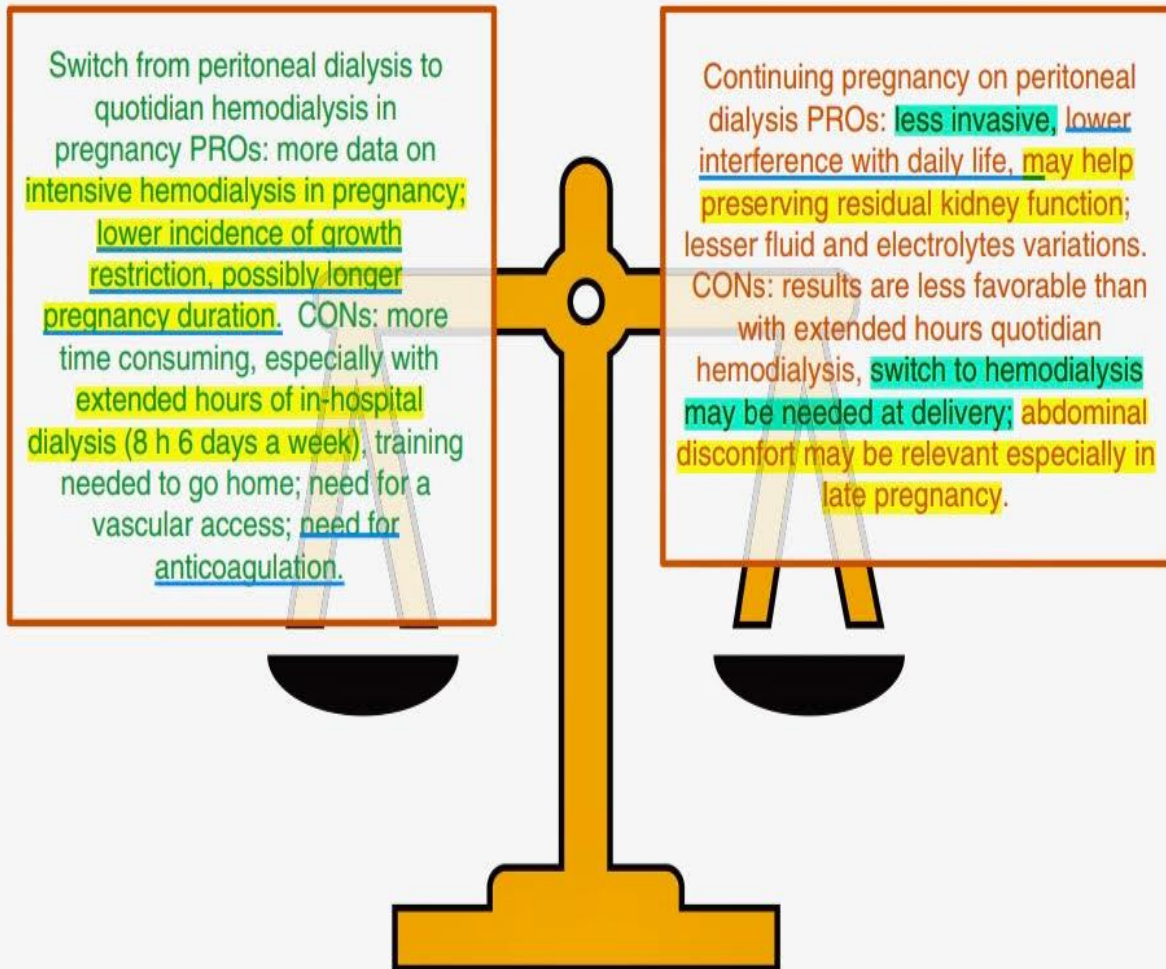 Switch from peritoneal dialysis to
quotidian hemodialysis in
pregnancy PROs: more data on
intensive hemodialysis in pregnancy;
lower incidence of growth
restriction, possibly longer
pregnancy duration. CONs: more
time consuming, especially with
extended hours of in-hospital
dialysis (8 h 6 days a week), training
needed to go home; need for a
vascular access; need for
anticoagulation.
Continuing pregnancy on peritoneal
dialysis PROs: less invasive, lower
interference with daily life, may help
preserving residual kidney function;
lesser fluid and electrolytes variations.
CONs: results are less favorable than
with extended hours quotidian
hemodialysis, switch to hemodialysis
may be needed at delivery; abdominal
disconfort may be relevant especially in
late pregnancy.